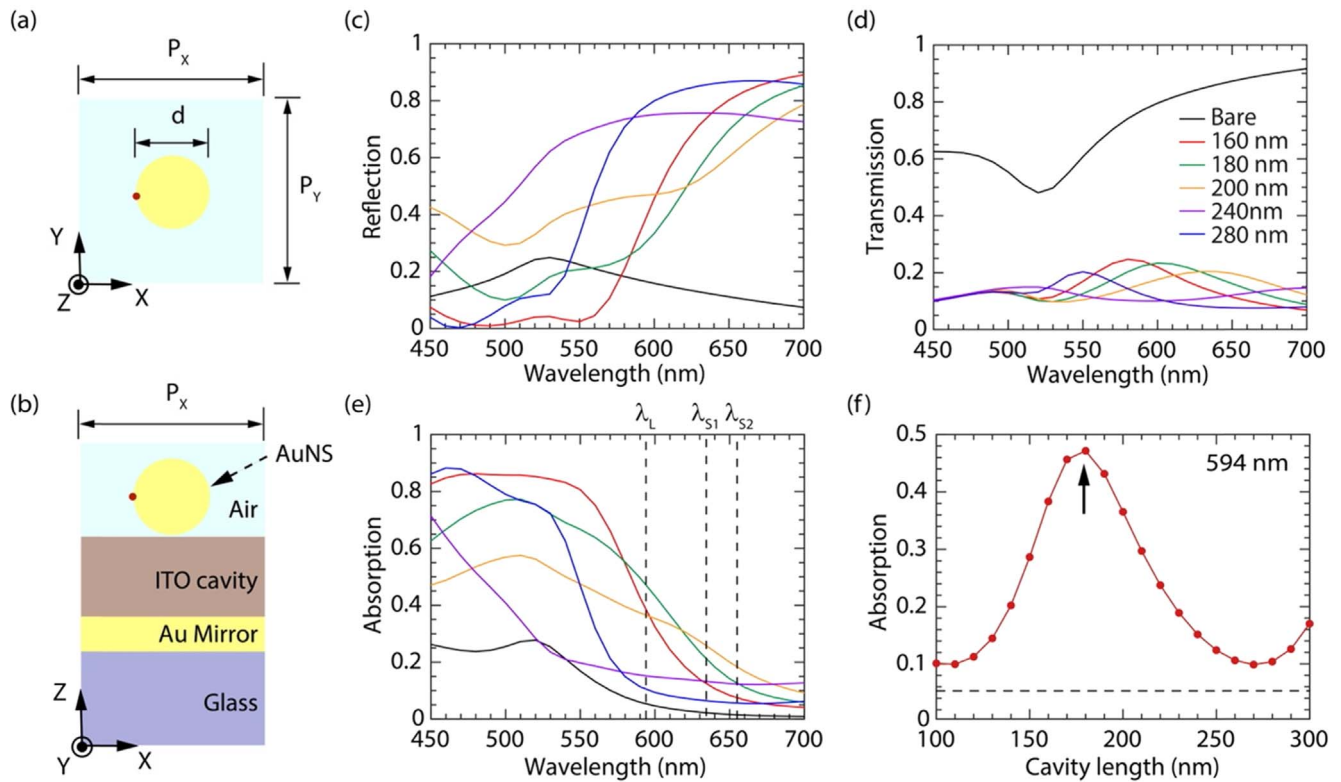 (a)
P_X
d
P_Y
Y
Z
X
(b)
P_X
AuNS
Air
ITO cavity
Au Mirror
Glass
Z
Y
X
(c)
Reflection
1
0.8
0.6
0.4
0.2
0
450 500 550 600 650 700
Wavelength (nm)
(d)
Transmission
1
0.8
0.6
0.4
0.2
0
Bare
160 nm
180 nm
200 nm
240nm
280 nm
450 500 550 600 650 700
Wavelength (nm)
(e)
λ_L λ_S1 λ_S2
Absorption
1
0.8
0.6
0.4
0.2
0
450 500 550 600 650 700
Wavelength (nm)
(f)
Absorption
0.5
0.4
0.3
0.2
0.1
0
594 nm
100 150 200 250 300
Cavity length (nm)